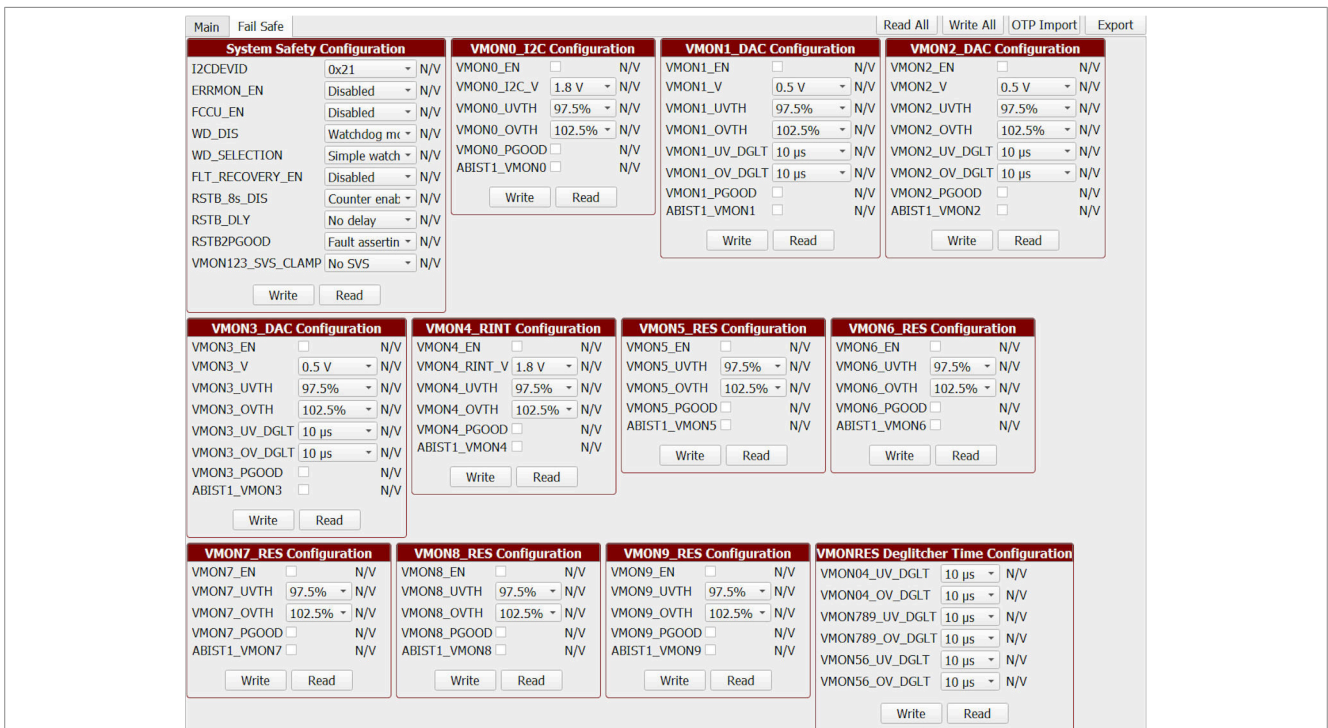 Main Fail Safe Read All Write All OTP Import Export
System Safety Configuration
I2CDEVID 0x21 N/V
ERRMON_EN Disabled N/V
FCCU_EN Disabled N/V
WD_DIS Watchdog mc N/V
WD_SELECTION Simple watch N/V
FLT_RECOVERY_EN Disabled N/V
RSTB_8s_DIS Counter enab N/V
RSTB_DLY No delay N/V
RSTB2PGOOD Fault assertin N/V
VMON123_SVS_CLAMP No SVS N/V
Write Read
VMON0_I2C Configuration
VMON0_EN N/V
VMON0_I2C_V 1.8 V N/V
VMON0_UVTH 97.5% N/V
VMON0_OVTH 102.5% N/V
VMON0_PGOOD N/V
ABIST1_VMON0 N/V
Write Read
VMON1_DAC Configuration
VMON1_EN N/V
VMON1_V 0.5 V N/V
VMON1_UVTH 97.5% N/V
VMON1_OVTH 102.5% N/V
VMON1_UV_DGLT 10 µs N/V
VMON1_OV_DGLT 10 µs N/V
VMON1_PGOOD N/V
ABIST1_VMON1 N/V
Write Read
VMON2_DAC Configuration
VMON2_EN N/V
VMON2_V 0.5 V N/V
VMON2_UVTH 97.5% N/V
VMON2_OVTH 102.5% N/V
VMON2_UV_DGLT 10 µs N/V
VMON2_OV_DGLT 10 µs N/V
VMON2_PGOOD N/V
ABIST1_VMON2 N/V
Write Read
VMON3_DAC Configuration
VMON3_EN N/V
VMON3_V 0.5 V N/V
VMON3_UVTH 97.5% N/V
VMON3_OVTH 102.5% N/V
VMON3_UV_DGLT 10 µs N/V
VMON3_OV_DGLT 10 µs N/V
VMON3_PGOOD N/V
ABIST1_VMON3 N/V
Write Read
VMON4_RINT Configuration
VMON4_EN N/V
VMON4_RINT_V 1.8 V N/V
VMON4_UVTH 97.5% N/V
VMON4_OVTH 102.5% N/V
VMON4_PGOOD N/V
ABIST1_VMON4 N/V
Write Read
VMON5_RES Configuration
VMON5_EN N/V
VMON5_UVTH 97.5% N/V
VMON5_OVTH 102.5% N/V
VMON5_PGOOD N/V
ABIST1_VMON5 N/V
Write Read
VMON6_RES Configuration
VMON6_EN N/V
VMON6_UVTH 97.5% N/V
VMON6_OVTH 102.5% N/V
VMON6_PGOOD N/V
ABIST1_VMON6 N/V
Write Read
VMON7_RES Configuration
VMON7_EN N/V
VMON7_UVTH 97.5% N/V
VMON7_OVTH 102.5% N/V
VMON7_PGOOD N/V
ABIST1_VMON7 N/V
Write Read
VMON8_RES Configuration
VMON8_EN N/V
VMON8_UVTH 97.5% N/V
VMON8_OVTH 102.5% N/V
VMON8_PGOOD N/V
ABIST1_VMON8 N/V
Write Read
VMON9_RES Configuration
VMON9_EN N/V
VMON9_UVTH 97.5% N/V
VMON9_OVTH 102.5% N/V
VMON9_PGOOD N/V
ABIST1_VMON9 N/V
Write Read
VMONRES Deglitcher Time Configuration
VMON04_UV_DGLT 10 µs N/V
VMON04_OV_DGLT 10 µs N/V
VMON789_UV_DGLT 10 µs N/V
VMON789_OV_DGLT 10 µs N/V
VMON56_UV_DGLT 10 µs N/V
VMON56_OV_DGLT 10 µs N/V
Write Read